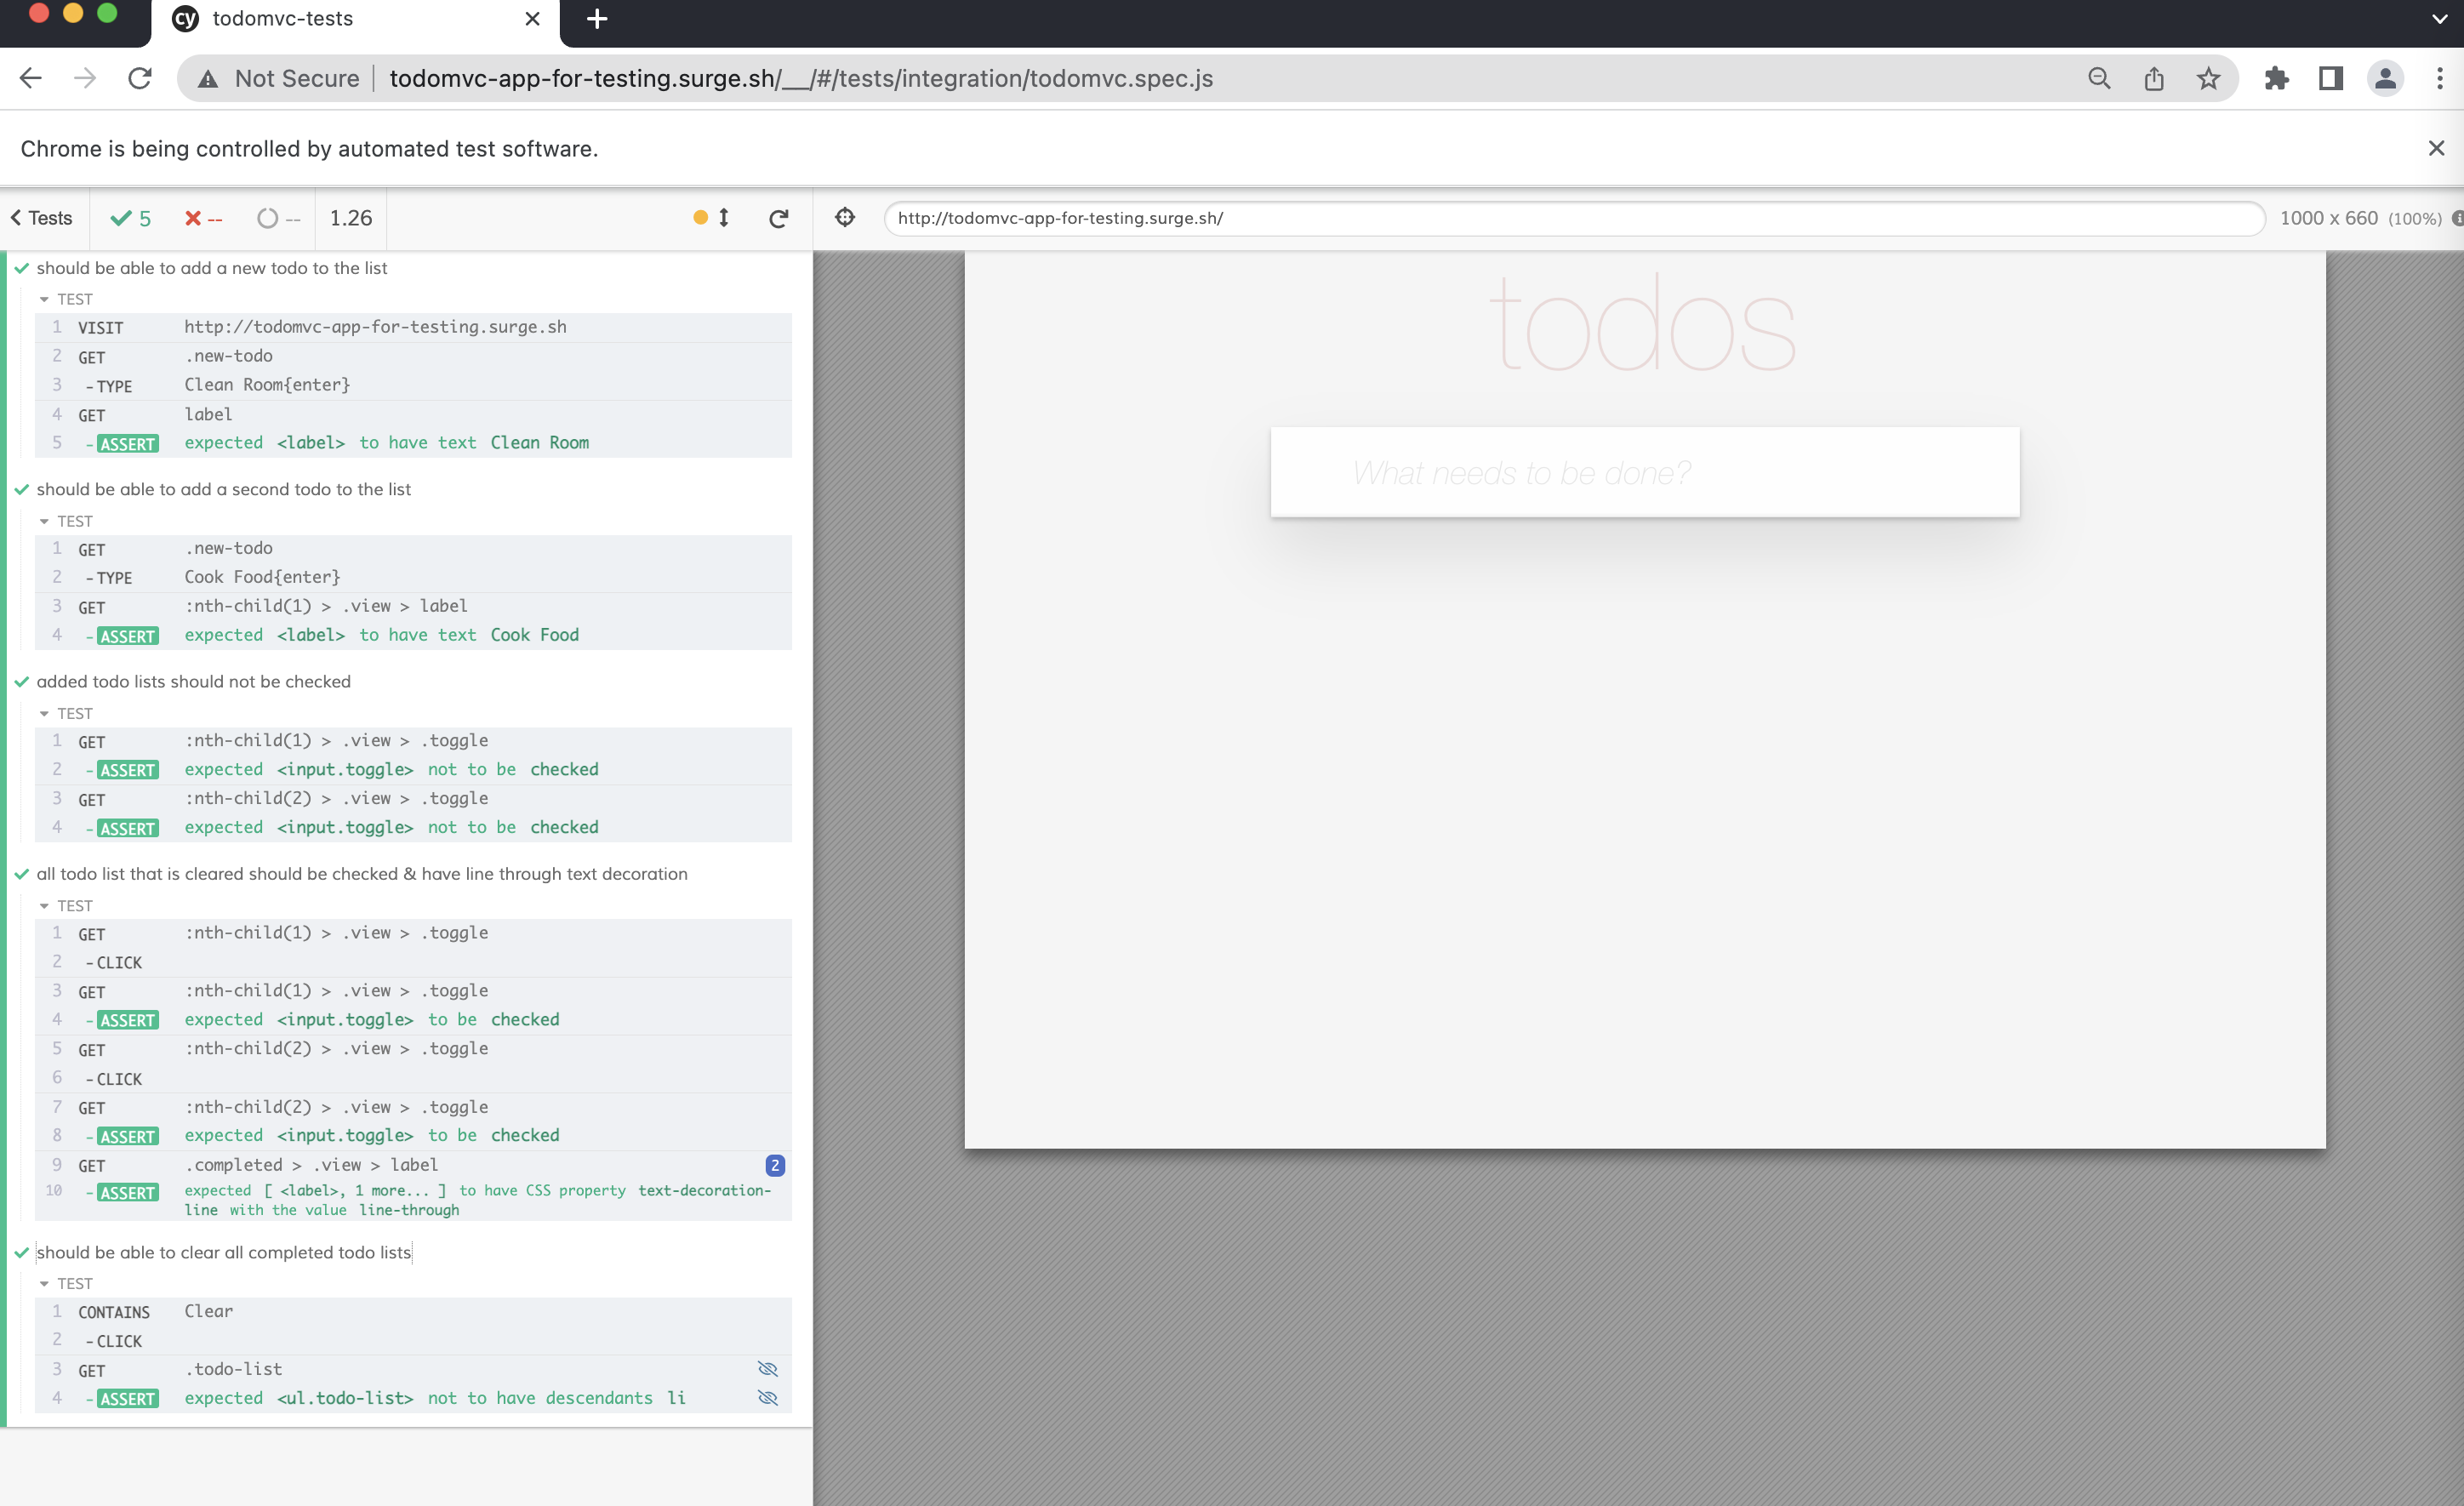 cy todomvc-tests
Not Secure todomvc-app-for-testing.surge.sh/__/#/tests/integration/todomvc.spec.js
Chrome is being controlled by automated test software.
Tests 5 -- -- 1.26
http://todomvc-app-for-testing.surge.sh/ 1000 x 660 (100%)
should be able to add a new todo to the list
TEST
1 VISIT http://todomvc-app-for-testing.surge.sh
2 GET .new-todo
3 -TYPE Clean Room{enter}
4 GET label
5 -ASSERT expected <label> to have text Clean Room
should be able to add a second todo to the list
TEST
1 GET .new-todo
2 -TYPE Cook Food{enter}
3 GET :nth-child(1) > .view > label
4 -ASSERT expected <label> to have text Cook Food
added todo lists should not be checked
TEST
1 GET :nth-child(1) > .view > .toggle
2 -ASSERT expected <input.toggle> not to be checked
3 GET :nth-child(2) > .view > .toggle
4 -ASSERT expected <input.toggle> not to be checked
all todo list that is cleared should be checked & have line through text decoration
TEST
1 GET :nth-child(1) > .view > .toggle
2 -CLICK
3 GET :nth-child(1) > .view > .toggle
4 -ASSERT expected <input.toggle> to be checked
5 GET :nth-child(2) > .view > .toggle
6 -CLICK
7 GET :nth-child(2) > .view > .toggle
8 -ASSERT expected <input.toggle> to be checked
9 GET .completed > .view > label 2
10 -ASSERT expected [ <label>, 1 more... ] to have CSS property text-decoration-
line with the value line-through
should be able to clear all completed todo lists
TEST
1 CONTAINS Clear
2 -CLICK
3 GET .todo-list
4 -ASSERT expected <ul.todo-list> not to have descendants li
todos
What needs to be done?